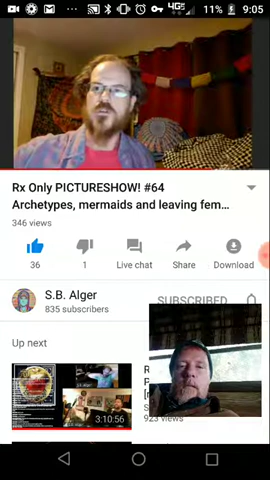 4G
11%
9:05
Rx Only PICTURESHOW! #64
Archetypes, mermaids and leaving fem…
346 views
36
1
Live chat
Share
Download
S.B. Alger
835 subscribers
SUBSCRIBED
Up next
3:10:56
923 views